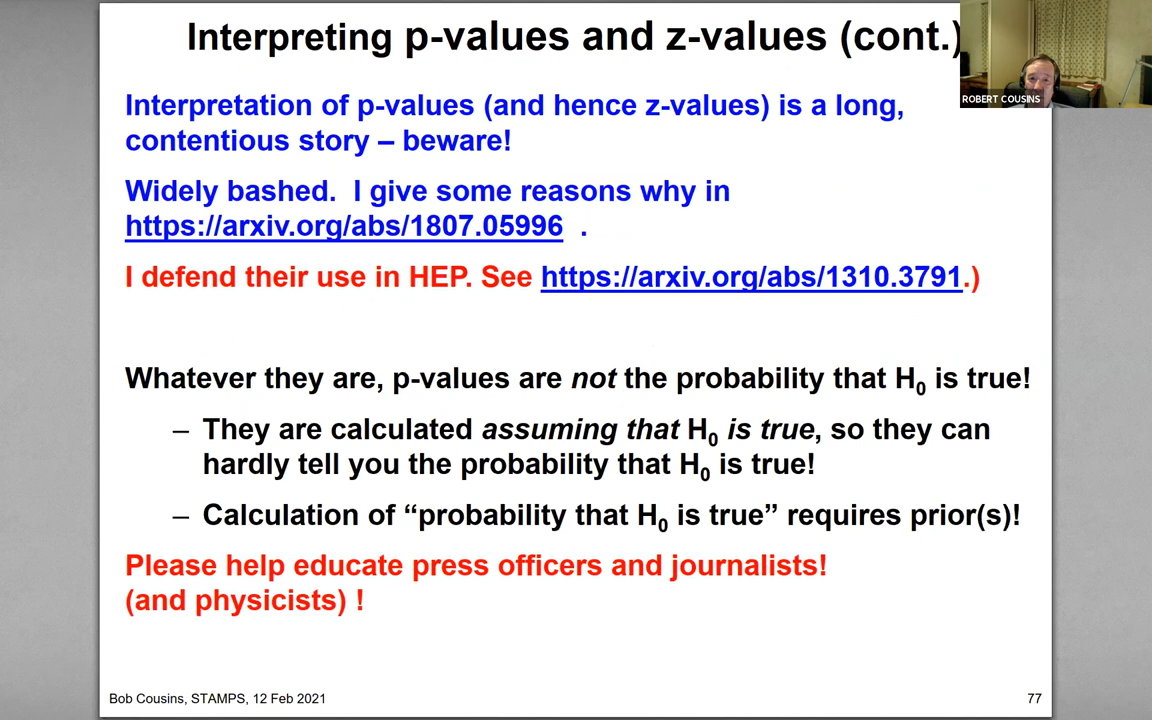 Interpreting p-values and z-values (cont.)
ROBERT COUSINS
Interpretation of p-values (and hence z-values) is a long,
contentious story – beware!
Widely bashed.  I give some reasons why in
https://arxiv.org/abs/1807.05996 .
I defend their use in HEP. See https://arxiv.org/abs/1310.3791.)
Whatever they are, p-values are not the probability that H0 is true!
– They are calculated assuming that H0 is true, so they can
hardly tell you the probability that H0 is true!
– Calculation of “probability that H0 is true” requires prior(s)!
Please help educate press officers and journalists!
(and physicists) !
Bob Cousins, STAMPS, 12 Feb 2021
77